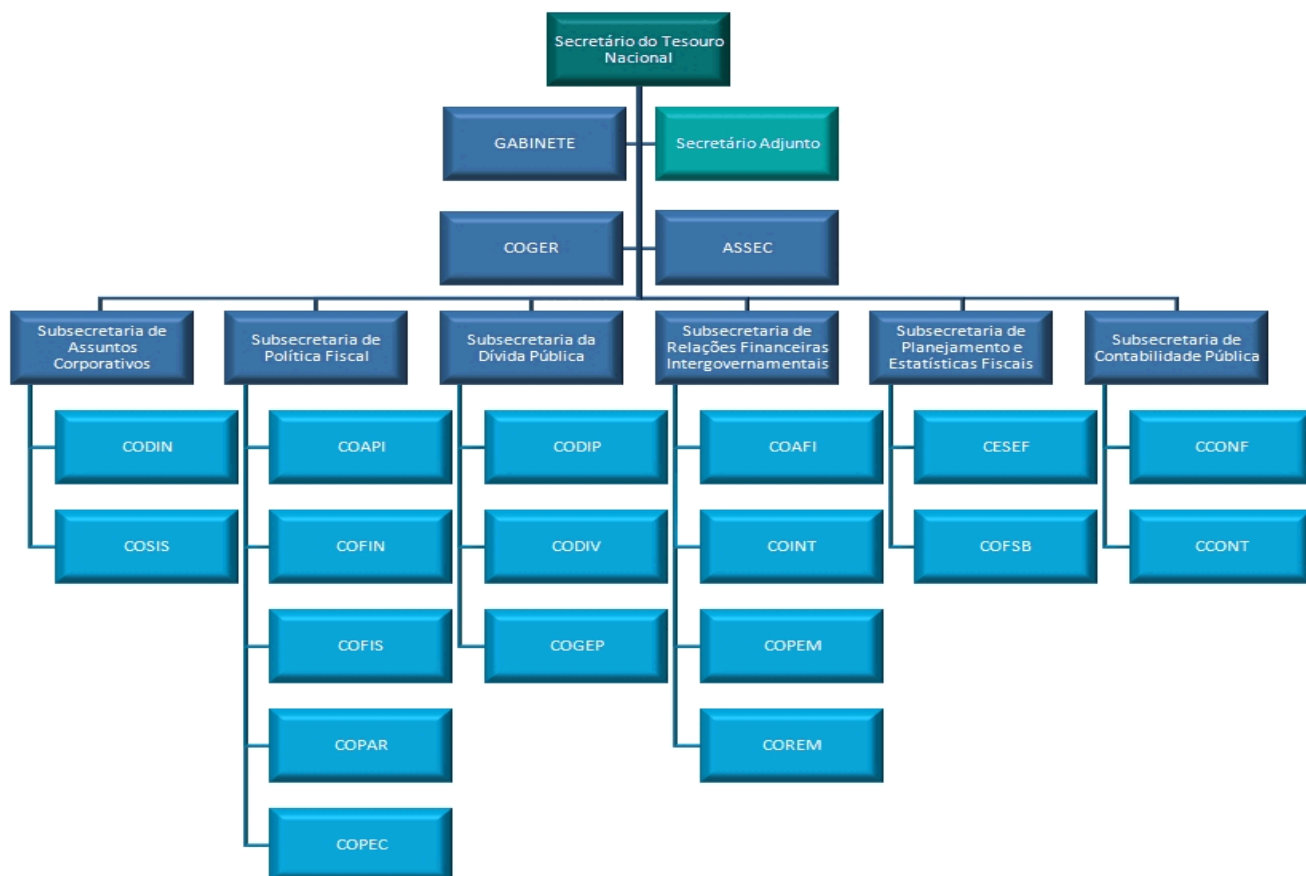 Secretário do Tesouro
Nacional
GABINETE
Secretário Adjunto
COGER
ASSEC
Subsecretaria de
Assuntos
Corporativos
Subsecretaria de
Política Fiscal
Subsecretaria da
Dívida Pública
Subsecretaria de
Relações Financeiras
Intergovernamentais
Subsecretaria de
Planejamento e
Estatísticas Fiscais
Subsecretaria de
Contabilidade Pública
CODIN
COAPI
CODIP
COAFI
CESEF
CCONF
COSIS
COFIN
CODIV
COINT
COFSB
CCONT
COFIS
COGEP
COPEM
COPAR
COREM
COPEC